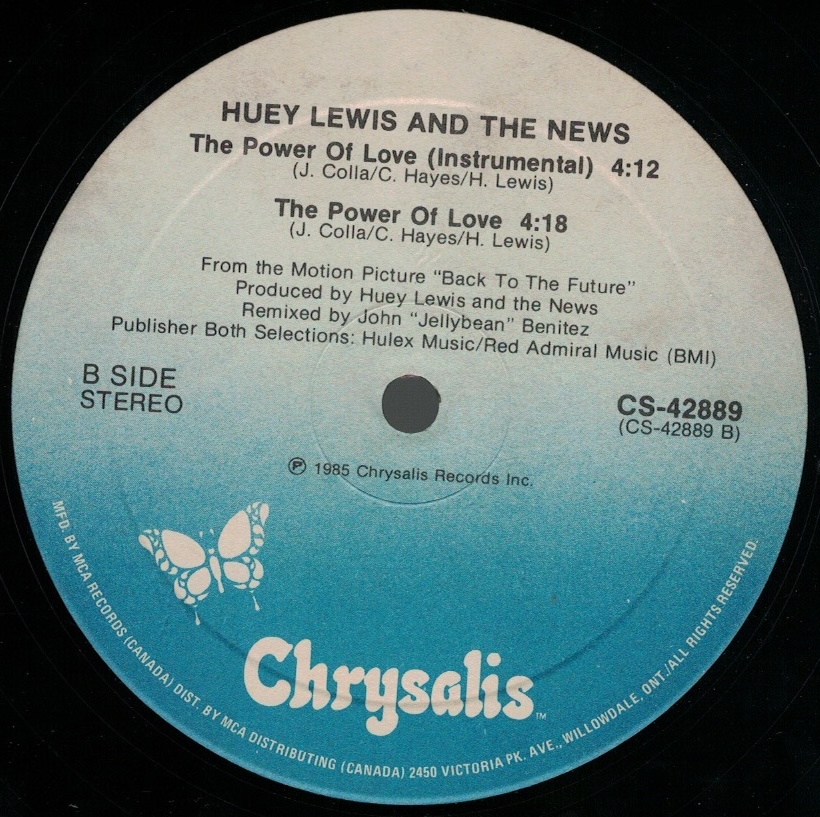 HUEY LEWIS AND THE NEWS
The Power Of Love (Instrumental) 4:12
(J. Colla/C. Hayes/H. Lewis)
The Power Of Love 4:18
(J. Colla/C. Hayes/H. Lewis)
From the Motion Picture "Back To The Future"
Produced by Huey Lewis and the News
Remixed by John "Jellybean" Benitez
Publisher Both Selections: Hulex Music/Red Admiral Music (BMI)
B SIDE
STEREO
CS-42889
(CS-42889 B)
℗ 1985 Chrysalis Records Inc.
Chrysalis™
MFD. BY MCA RECORDS (CANADA) DIST. BY MCA DISTRIBUTING (CANADA) 2450 VICTORIA PK. AVE., WILLOWDALE, ONT./ALL RIGHTS RESERVED.